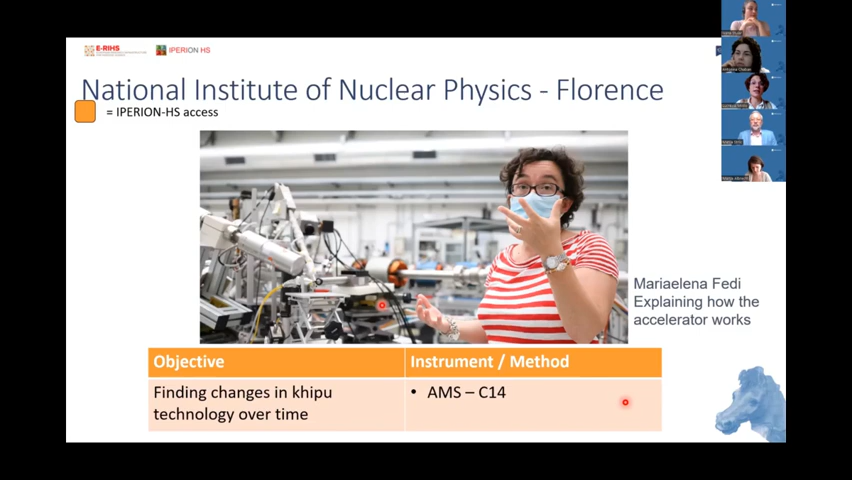 E-RIHS
IPERION HS
National Institute of Nuclear Physics - Florence
= IPERION-HS access
Mariaelena Fedi
Explaining how the
accelerator works
Objective
Instrument / Method
Finding changes in khipu
technology over time
• AMS – C14